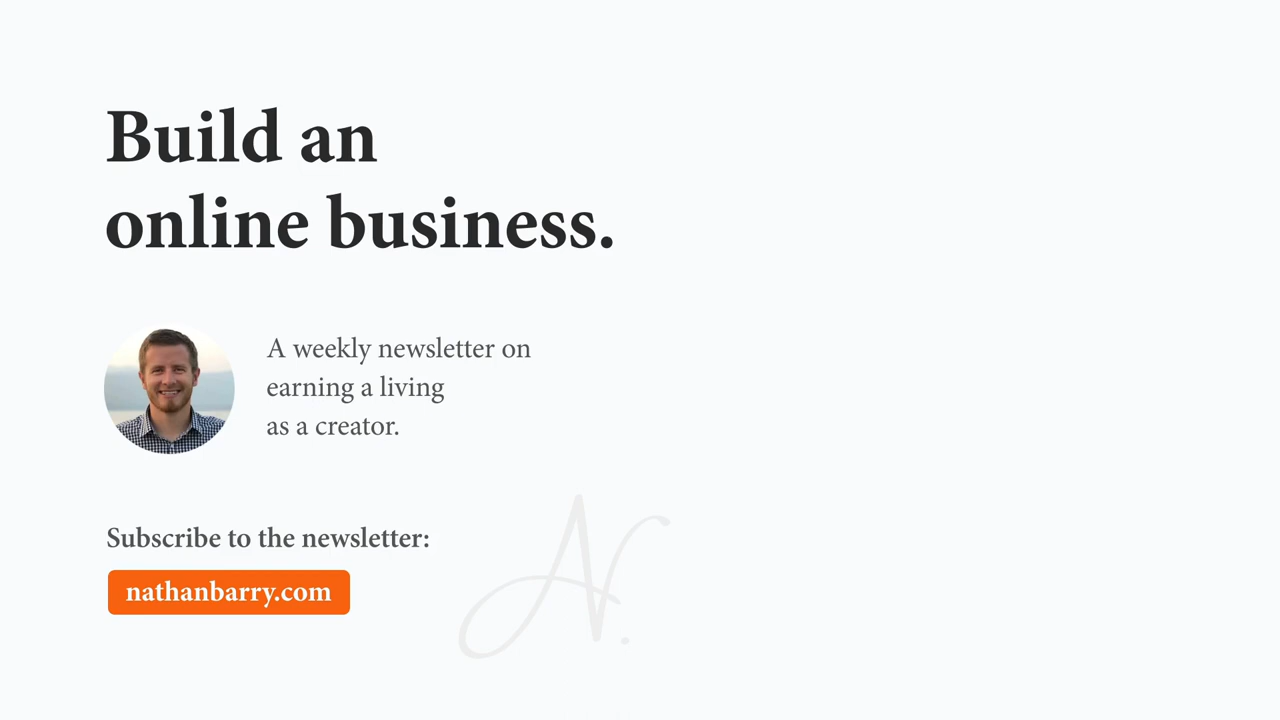 Build an
online business.
A weekly newsletter on
earning a living
as a creator.
Subscribe to the newsletter:
nathanbarry.com
N.